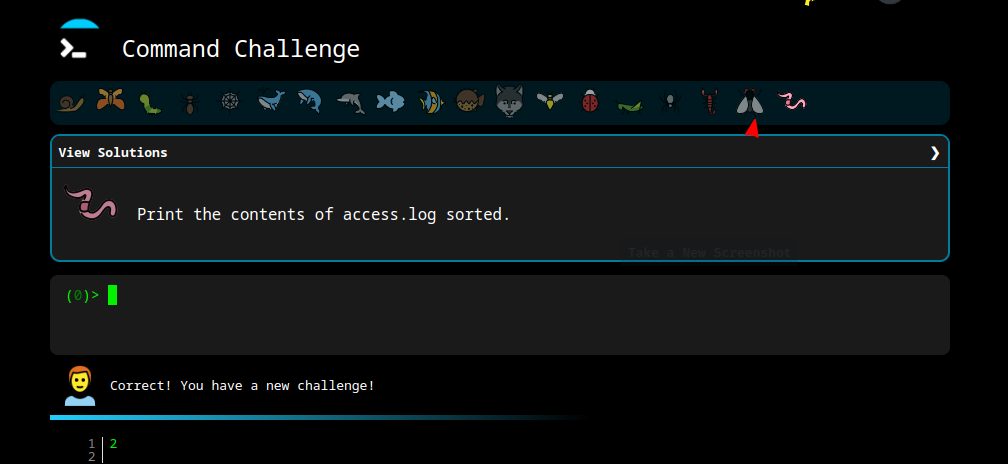 Command Challenge
View Solutions
Print the contents of access.log sorted.
Take a New Screenshot
(0)>
Correct! You have a new challenge!
1 2
2